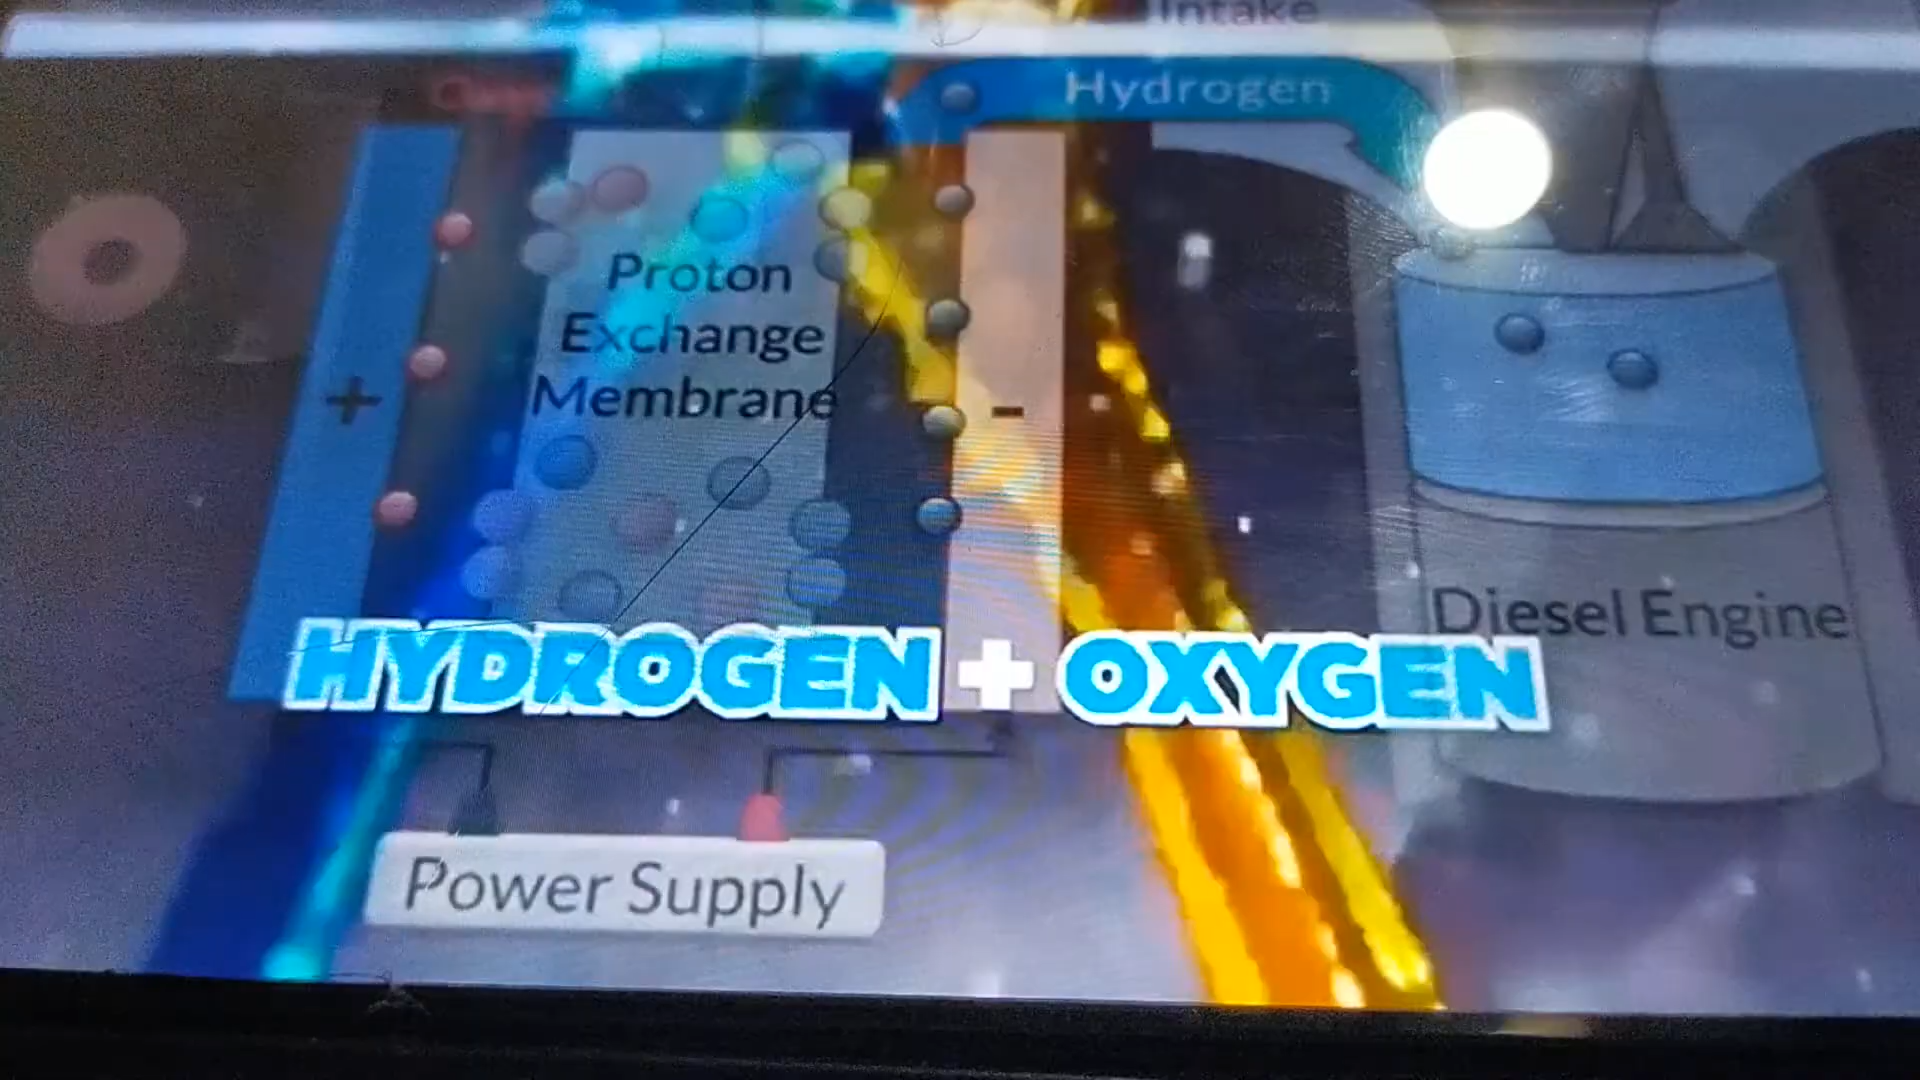 Intake
Hydrogen
Proton
Exchange
Membrane
+
-
Diesel Engine
HYDROGEN + OXYGEN
Power Supply